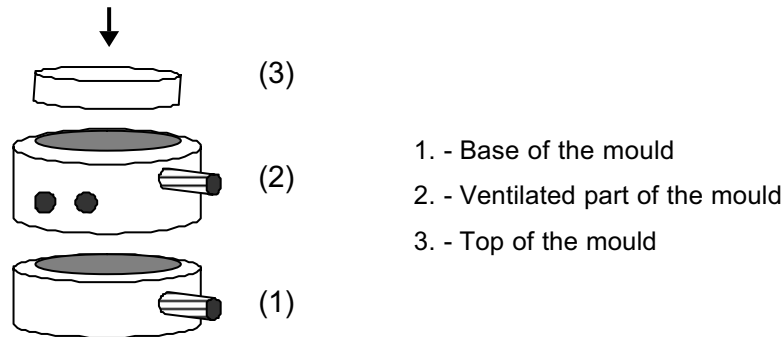 (3)
(2)
(1)
1. - Base of the mould
2. - Ventilated part of the mould
3. - Top of the mould